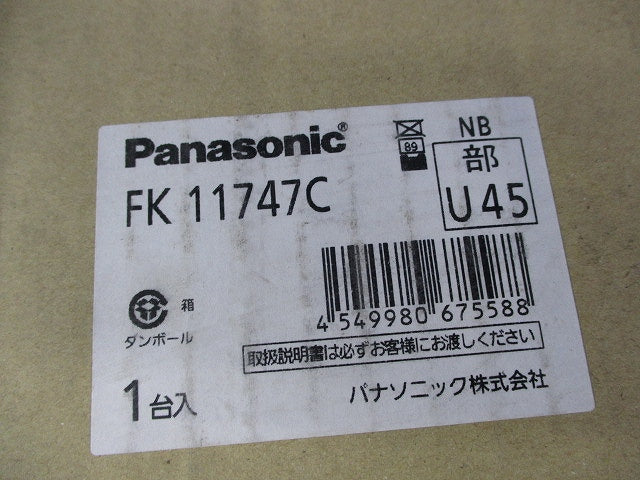 Panasonic®
NB
89
部
FK 11747C
U45
箱
ダンボール
4 549980 675588
取扱説明書は必ずお客様にお渡しください
1台入
パナソニック株式会社